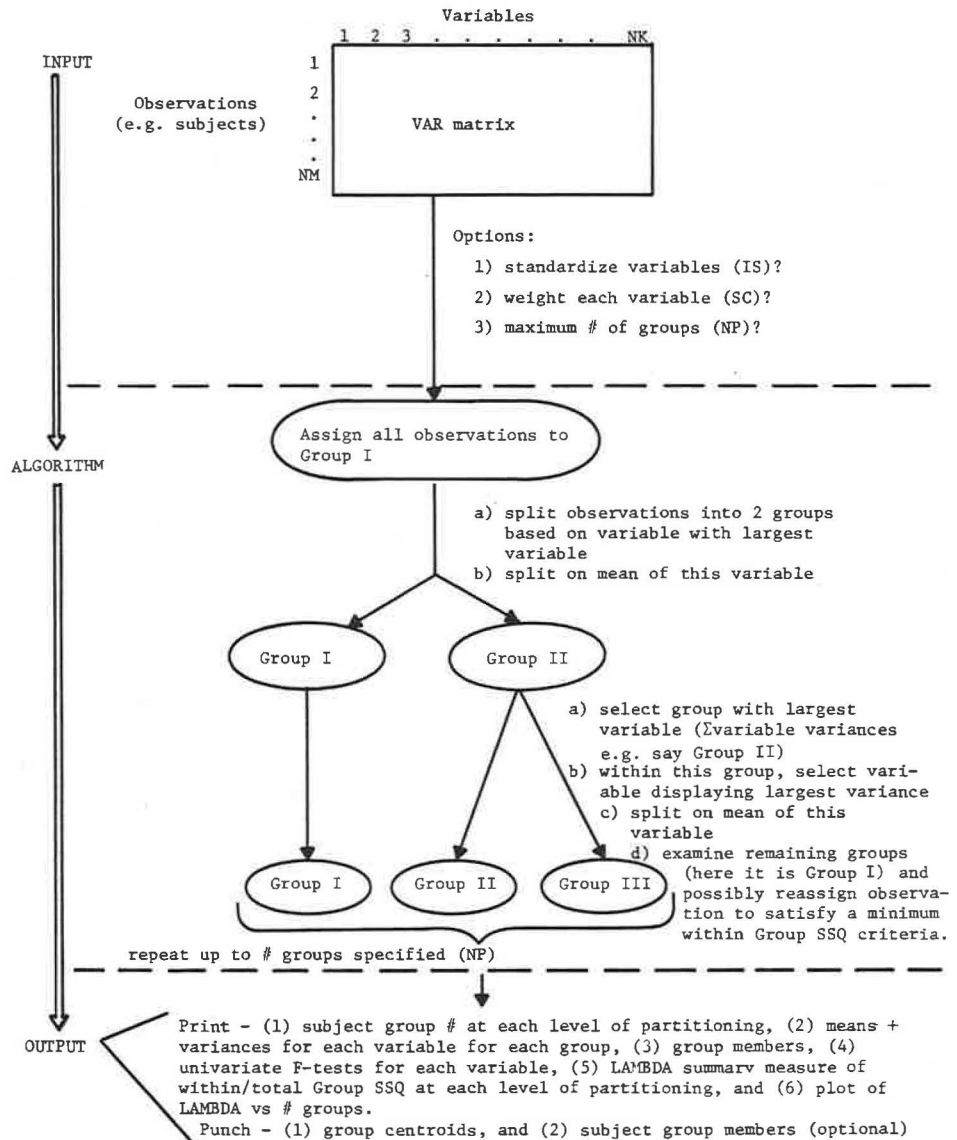 Variables
1 2 3 . . . . . . NK
INPUT
1
2
.
.
.
NM
Observations
(e.g. subjects)
VAR matrix
Options:
1) standardize variables (IS)?
2) weight each variable (SC)?
3) maximum # of groups (NP)?
Assign all observations to
Group I
ALGORITHM
a) split observations into 2 groups
based on variable with largest
variable
b) split on mean of this variable
Group I
Group II
a) select group with largest
variable (Σvariable variances
e.g. say Group II)
b) within this group, select vari-
able displaying largest variance
c) split on mean of this
variable
d) examine remaining groups
(here it is Group I) and
possibly reassign observa-
tion to satisfy a minimum
within Group SSQ criteria.
Group I
Group II
Group III
repeat up to # groups specified (NP)
OUTPUT
Print - (1) subject group # at each level of partitioning, (2) means +
variances for each variable for each group, (3) group members, (4)
univariate F-tests for each variable, (5) LAMBDA summary measure of
within/total Group SSQ at each level of partitioning, and (6) plot of
LAMBDA vs # groups.
Punch - (1) group centroids, and (2) subject group members (optional)